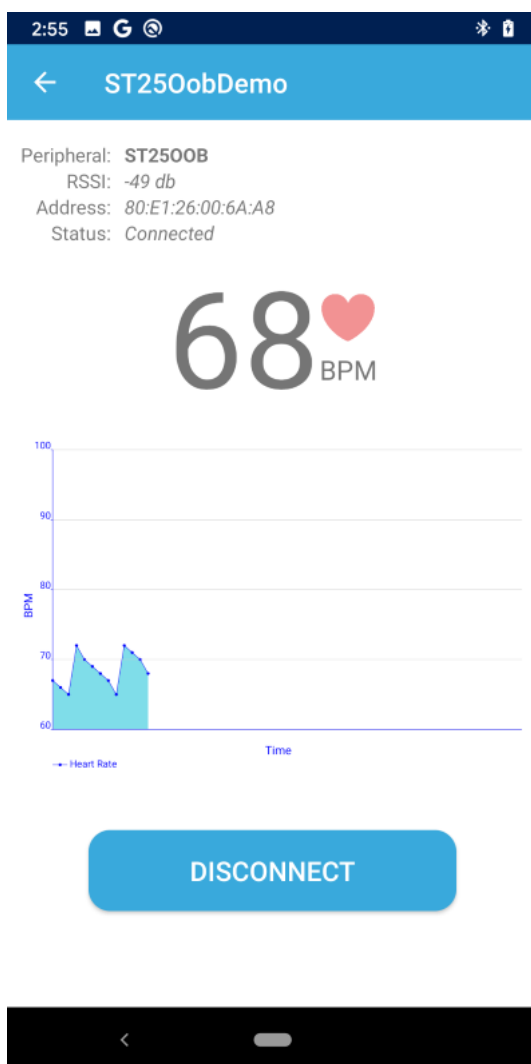 2:55
ST25OobDemo
Peripheral: ST25OOB
RSSI: -49 db
Address: 80:E1:26:00:6A:A8
Status: Connected
68
BPM
100
90
80
BPM
70
60
Time
Heart Rate
DISCONNECT